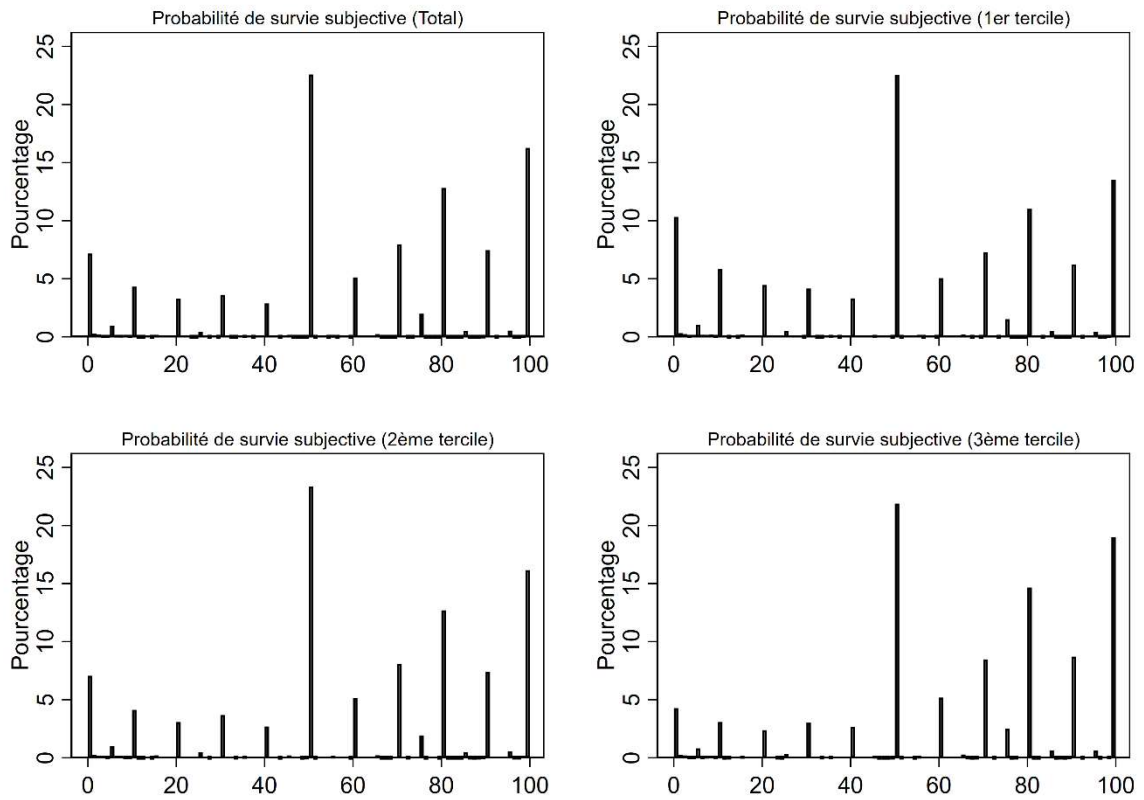 Probabilité de survie subjective (Total)
Pourcentage
25
20
15
10
5
0
0 20 40 60 80 100
Probabilité de survie subjective (1er tercile)
Pourcentage
25
20
15
10
5
0
0 20 40 60 80 100
Probabilité de survie subjective (2ème tercile)
Pourcentage
25
20
15
10
5
0
0 20 40 60 80 100
Probabilité de survie subjective (3ème tercile)
Pourcentage
25
20
15
10
5
0
0 20 40 60 80 100